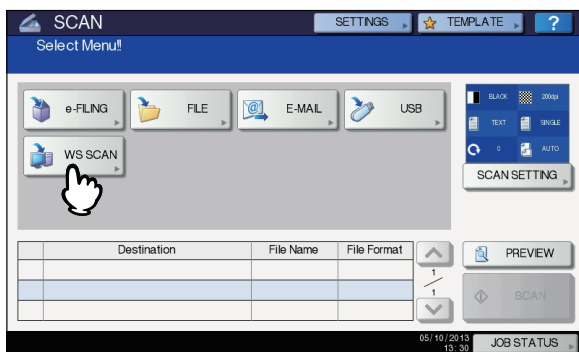 SCAN
SETTINGS
TEMPLATE
?
Select Menu!!
e-FILING
FILE
E-MAIL
USB
WS SCAN
BLACK
200dpi
TEXT
SINGLE
0
AUTO
SCAN SETTING
Destination
File Name
File Format
1
1
PREVIEW
SCAN
05/10/2013
13:30
JOB STATUS